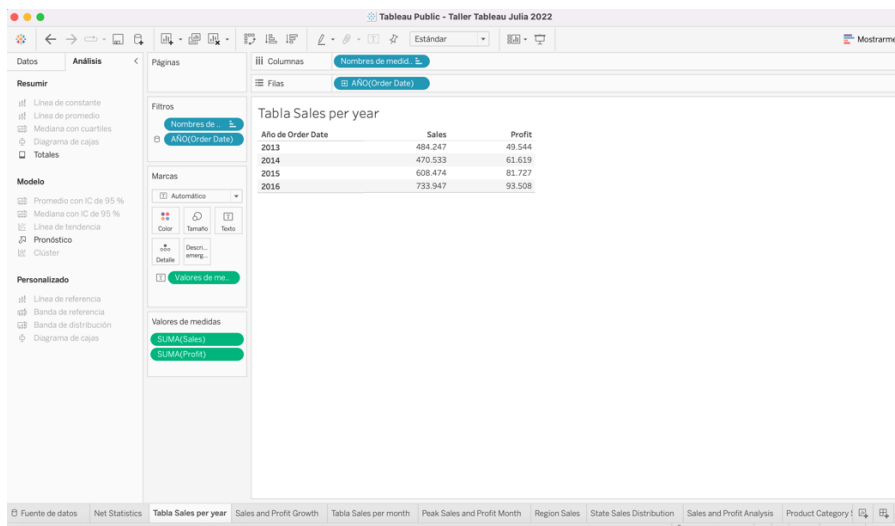 Tableau Public - Taller Tableau Julia 2022
Estándar
Mostrarme
Datos
Análisis
Páginas
Columnas
Nombres de medid..
Filas
AÑO(Order Date)
Resumir
Línea de constante
Línea de promedio
Mediana con cuartiles
Diagrama de cajas
Totales
Modelo
Promedio con IC de 95 %
Mediana con IC de 95 %
Línea de tendencia
Pronóstico
Clúster
Personalizado
Línea de referencia
Banda de referencia
Banda de distribución
Diagrama de cajas
Filtros
Nombres de ..
AÑO(Order Date)
Marcas
Automático
Color
Tamaño
Texto
Detalle
Descri...
emerg...
Valores de me..
Valores de medidas
SUMA(Sales)
SUMA(Profit)
Tabla Sales per year
Año de Order Date Sales Profit
2013 484.247 49.544
2014 470.533 61.619
2015 608.474 81.727
2016 733.947 93.508
Fuente de datos
Net Statistics
Tabla Sales per year
Sales and Profit Growth
Tabla Sales per month
Peak Sales and Profit Month
Region Sales
State Sales Distribution
Sales and Profit Analysis
Product Category